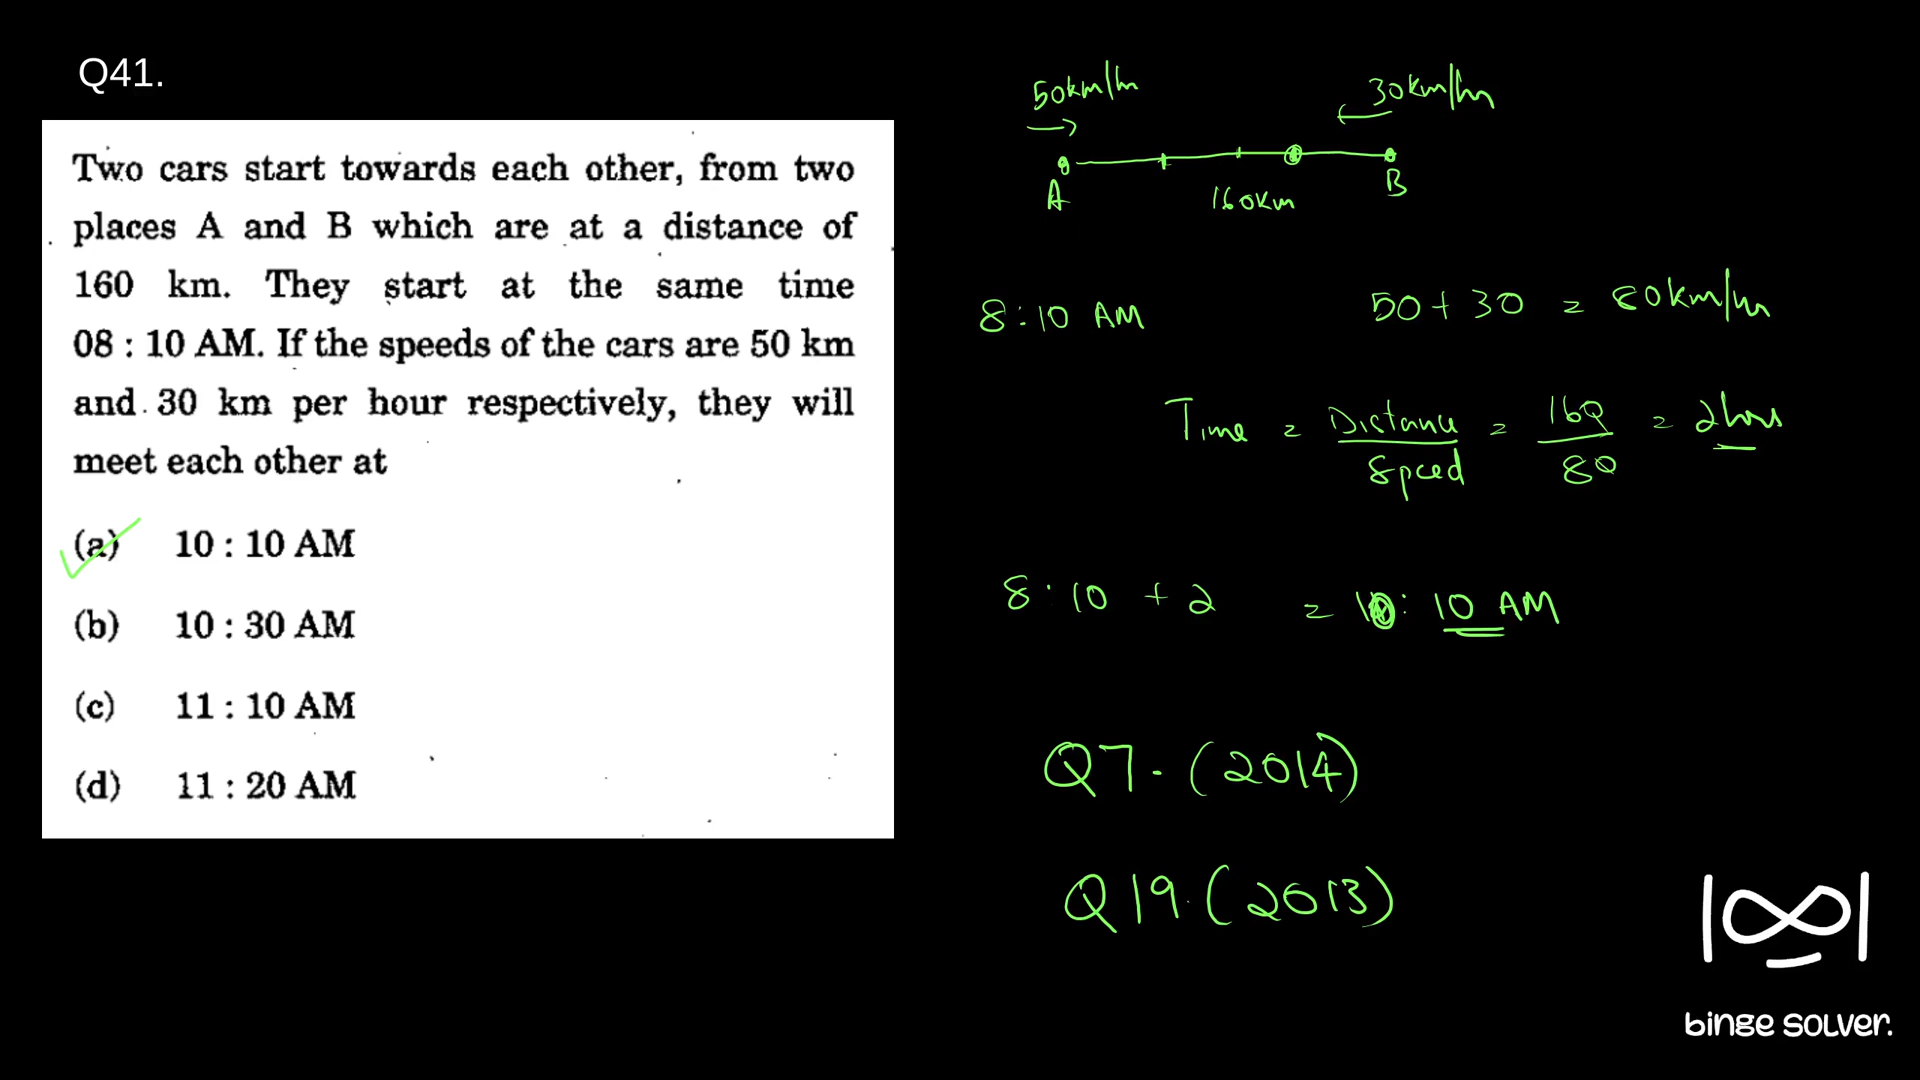 Q41.
Two cars start towards each other, from two
places A and B which are at a distance of
160 km. They start at the same time
08 : 10 AM. If the speeds of the cars are 50 km
and 30 km per hour respectively, they will
meet each other at
(a) 10 : 10 AM
(b) 10 : 30 AM
(c) 11 : 10 AM
(d) 11 : 20 AM
50km/hr 30km/hr
A 160km B
8:10 AM 50 + 30 = 80km/hr
Time = Distance / Speed = 160 / 80 = 2 hrs
8:10 + 2 = 10:10 AM
Q7. (2014)
Q19. (2013)
binge solver.